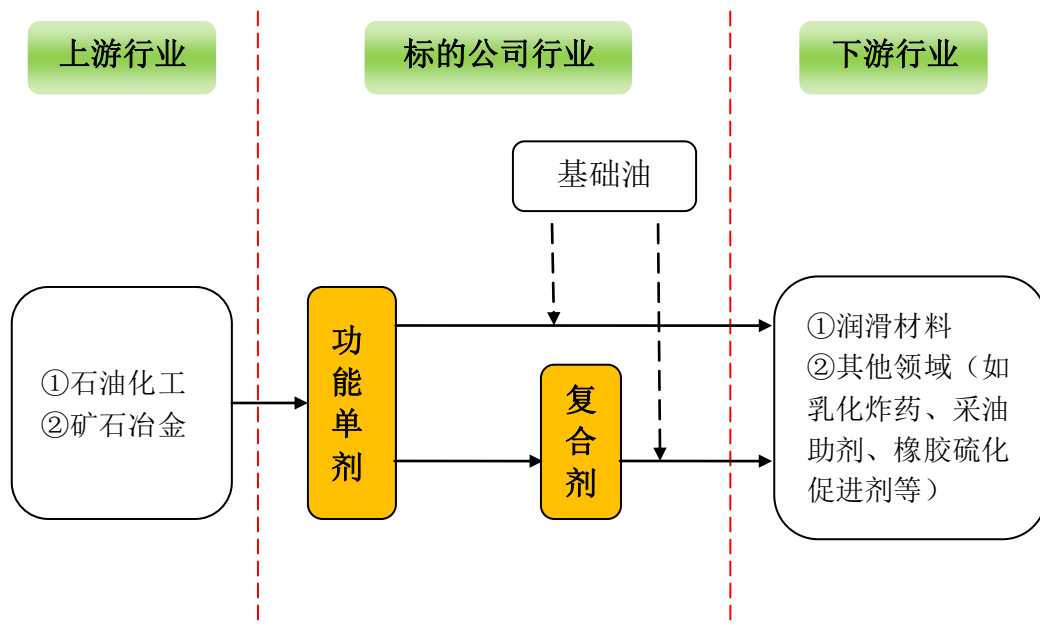 上游行业
标的公司行业
下游行业
基础油
①石油化工
②矿石冶金
功能单剂
复合剂
①润滑材料
②其他领域（如
乳化炸药、采油
助剂、橡胶硫化
促进剂等）